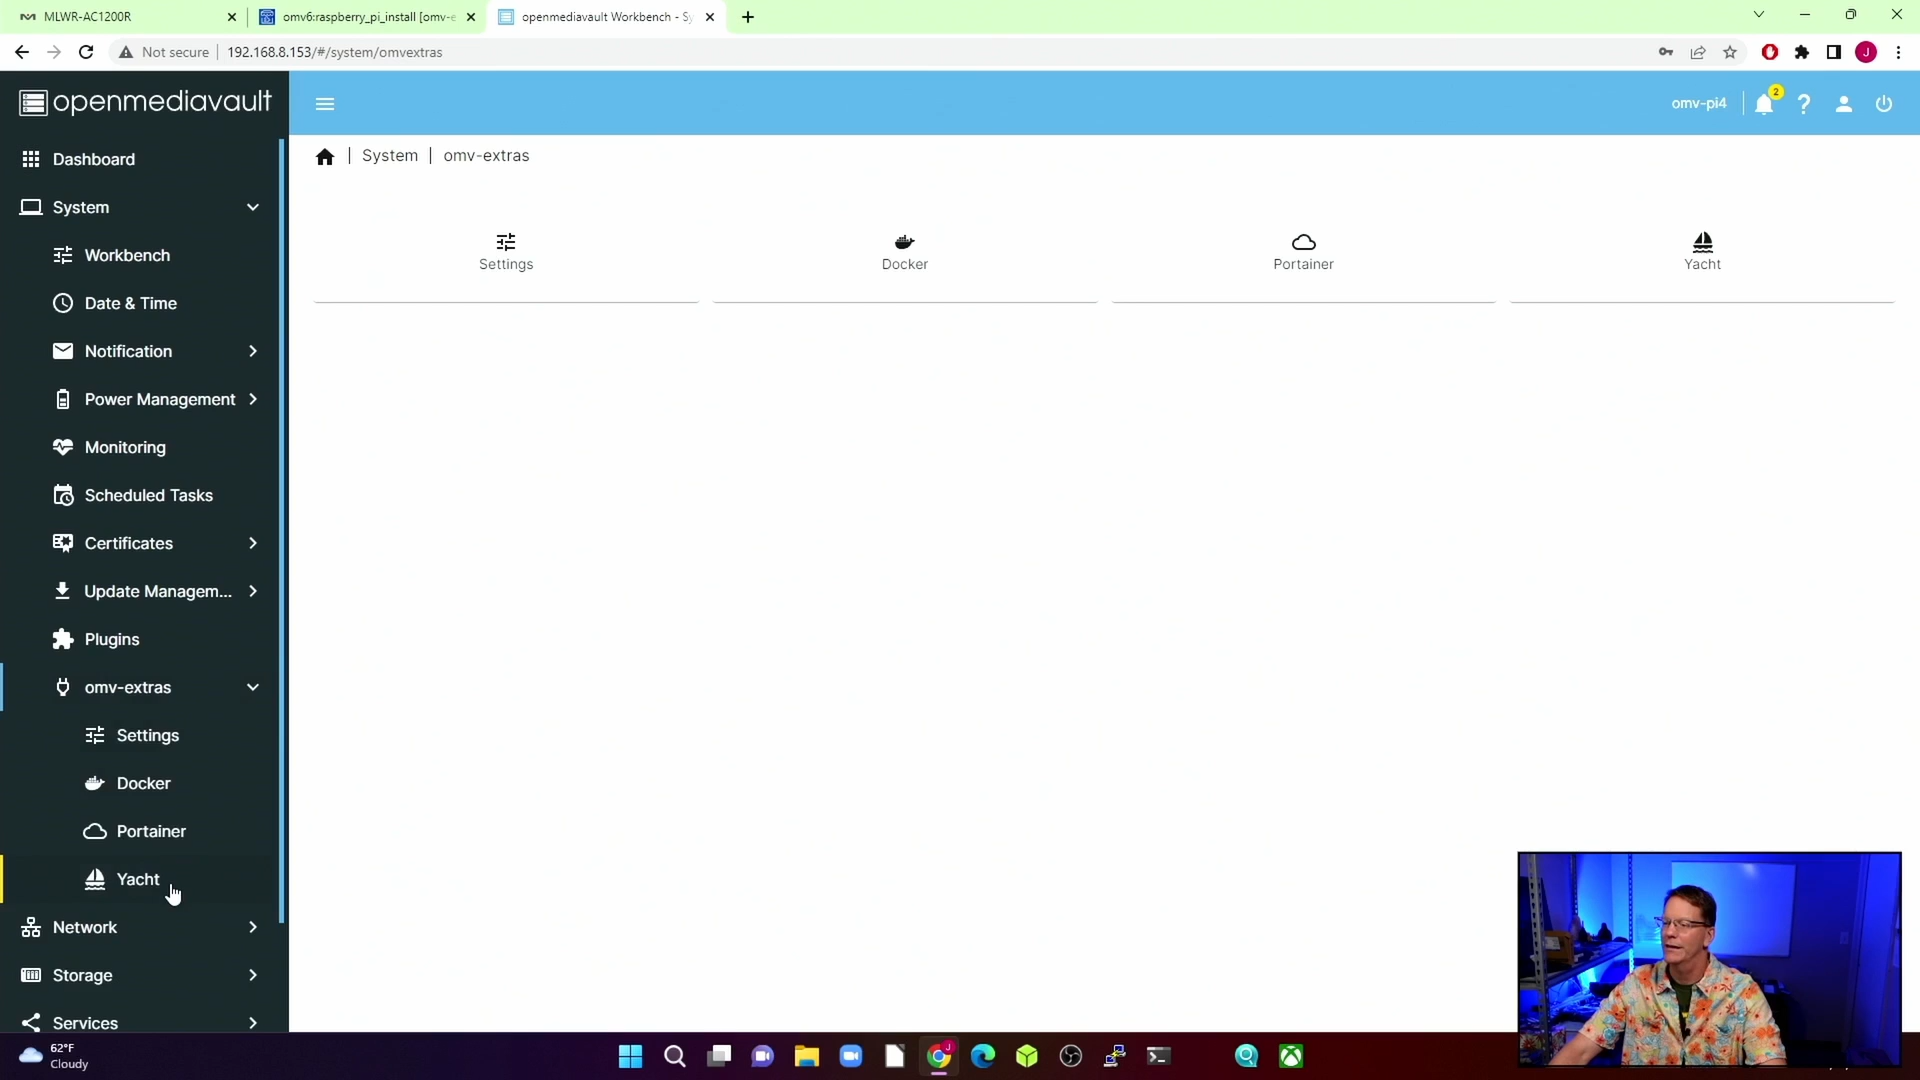 MLWR-AC1200R
omv6:raspberry_pi_install [omv-e
openmediavault Workbench - Sy
Not secure
192.168.8.153/#/system/omvextras
J
openmediavault
omv-pi4
2
?
Dashboard
System | omv-extras
System
Workbench
Settings
Docker
Portainer
Yacht
Date & Time
Notification
Power Management
Monitoring
Scheduled Tasks
Certificates
Update Managem...
Plugins
omv-extras
Settings
Docker
Portainer
Yacht
Network
Storage
Services
62°F
Cloudy
J